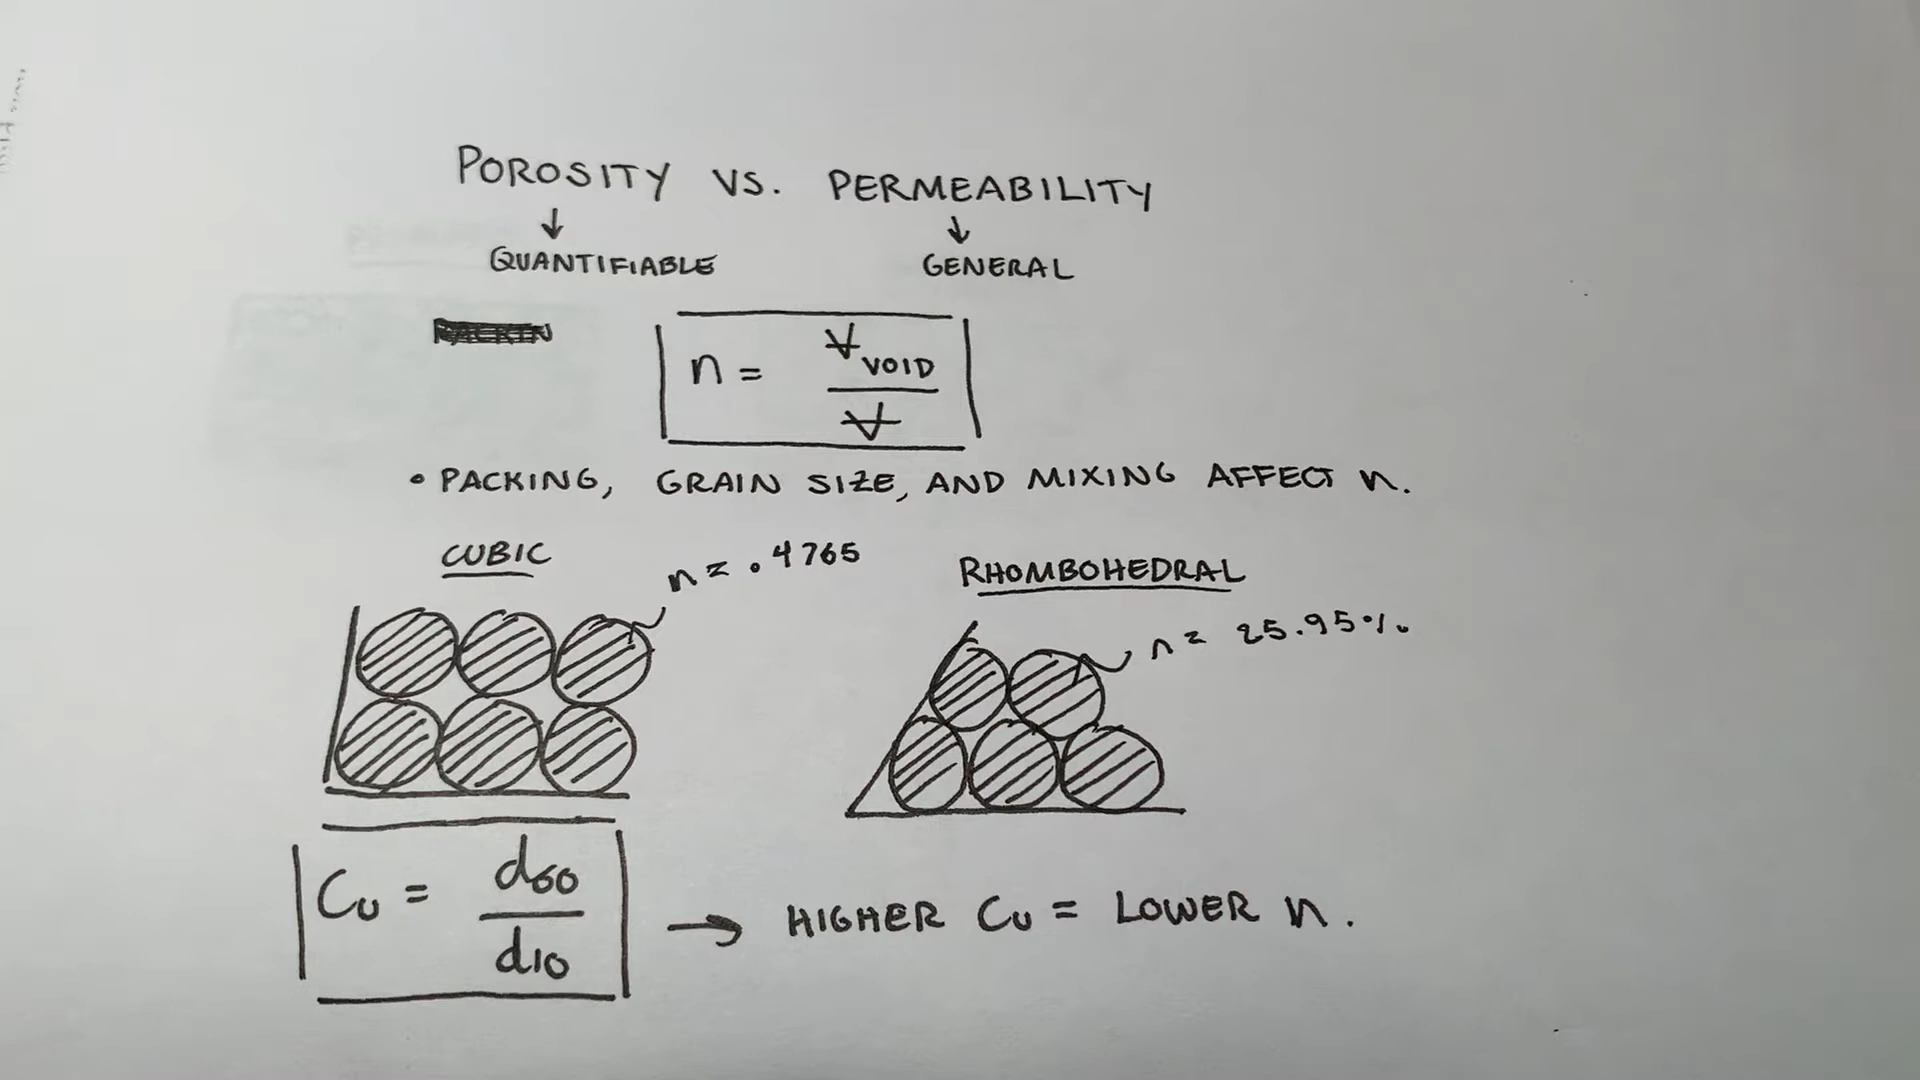 POROSITY VS. PERMEABILITY
↓ ↓
QUANTIFIABLE GENERAL
n = V̶ VOID / V̶
• PACKING, GRAIN SIZE, AND MIXING AFFECT n.
CUBIC
n = .4765
RHOMBOHEDRAL
n = 25.95%
Cu = d60 / d10 → HIGHER Cu = LOWER n.